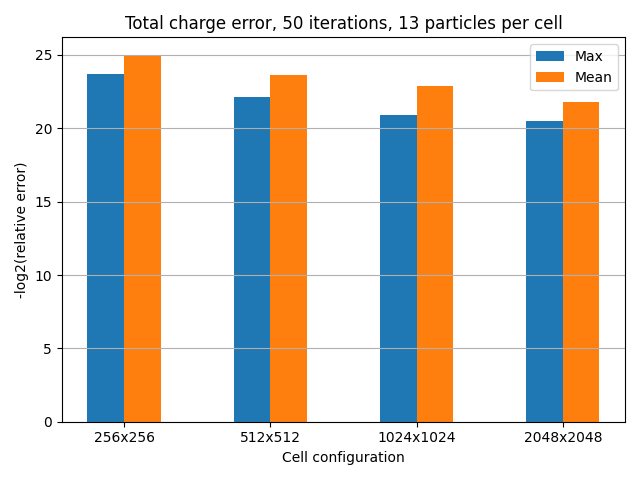 Total charge error, 50 iterations, 13 particles per cell
Max
Mean
25
20
15
10
5
0
-log2(relative error)
256x256
512x512
1024x1024
2048x2048
Cell configuration